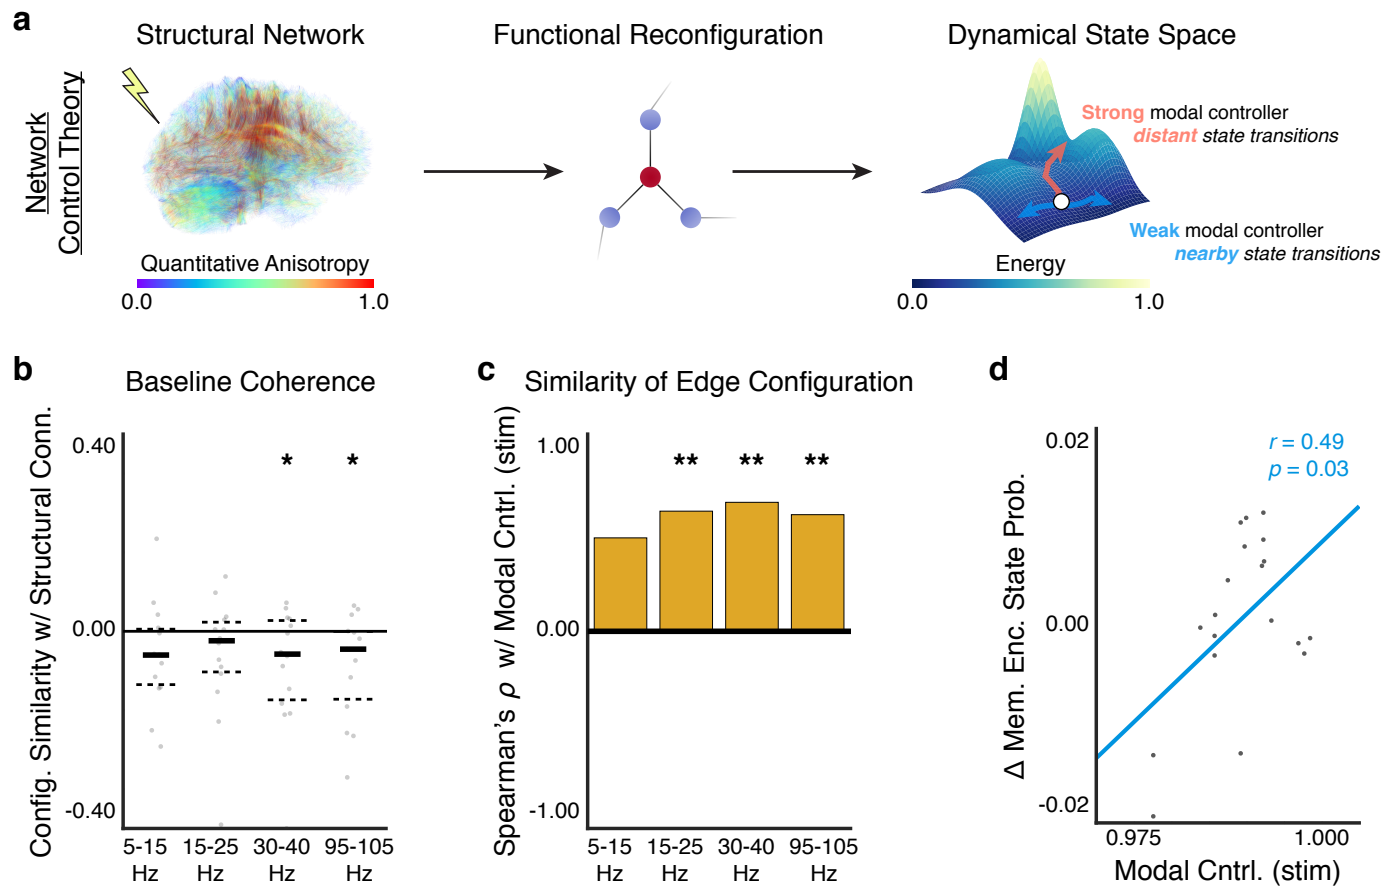 a
Structural Network
Functional Reconfiguration
Dynamical State Space
Network
Control Theory
Strong modal controller
distant state transitions
Weak modal controller
nearby state transitions
Quantitative Anisotropy
0.0
1.0
Energy
0.0
1.0
b
Baseline Coherence
Config. Similarity w/ Structural Conn.
0.40
0.00
-0.40
*
*
5-15
Hz
15-25
Hz
30-40
Hz
95-105
Hz
c
Similarity of Edge Configuration
Spearman's ρ w/ Modal Cntrl. (stim)
1.00
0.00
-1.00
**
**
**
5-15
Hz
15-25
Hz
30-40
Hz
95-105
Hz
d
Δ Mem. Enc. State Prob.
0.02
0.00
-0.02
r = 0.49
p = 0.03
0.975
1.000
Modal Cntrl. (stim)